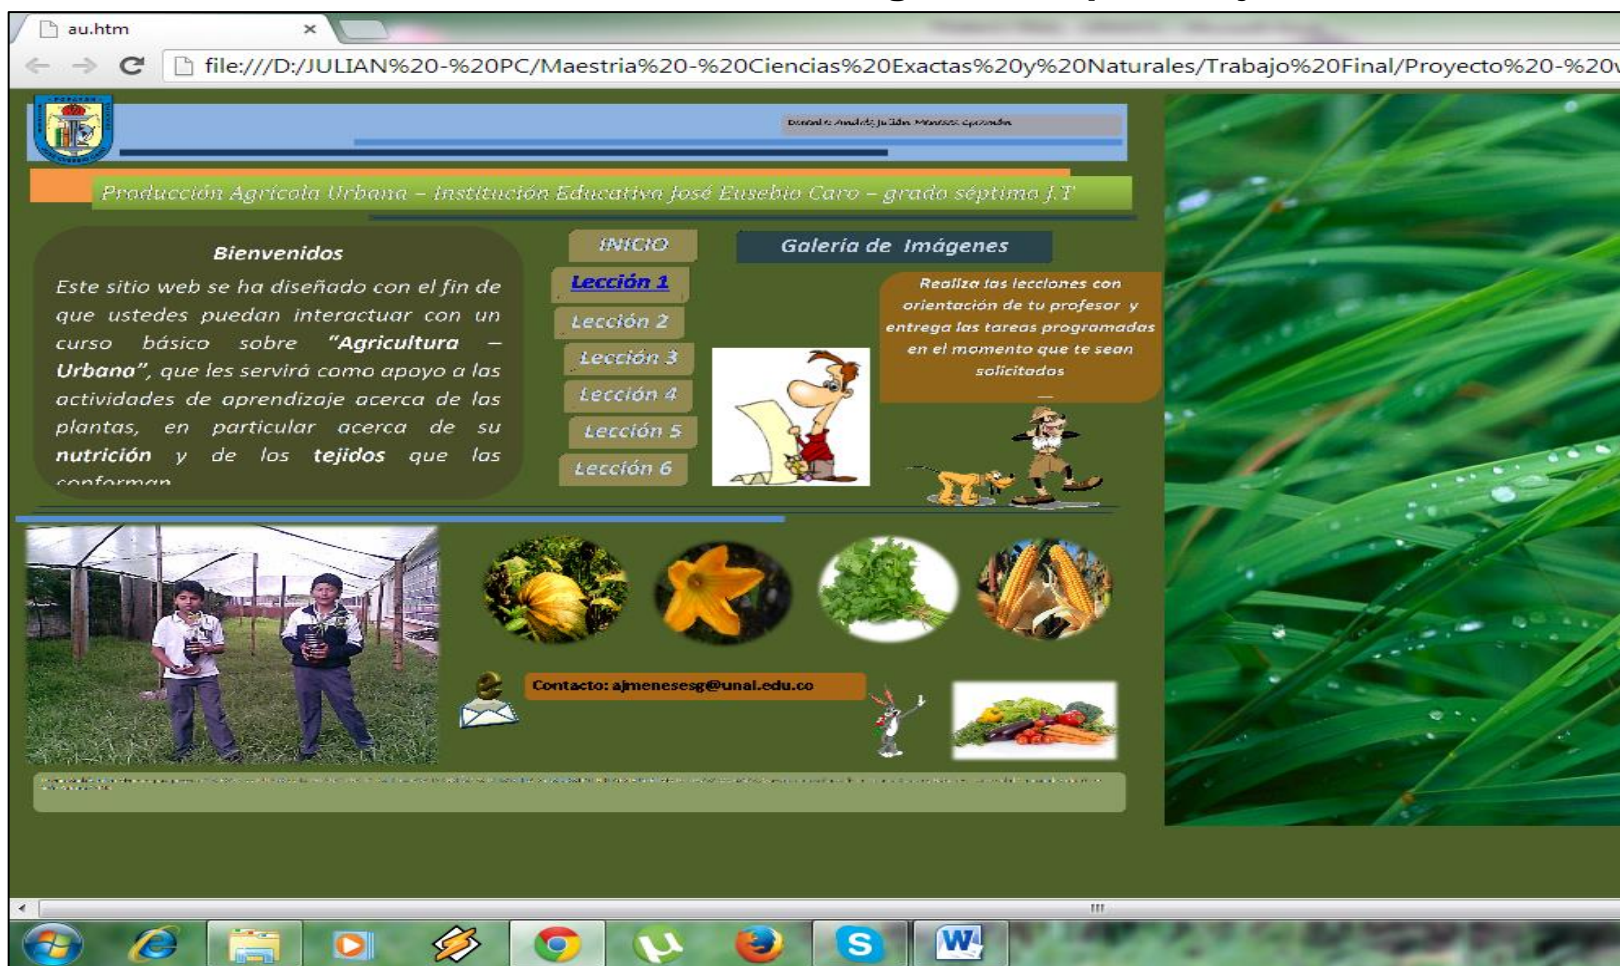 au.htm
file:///D:/JULIAN%20-%20PC/Maestria%20-%20Ciencias%20Exactas%20y%20Naturales/Trabajo%20Final/Proyecto%20-%20
Producción Agrícola Urbana – Institución Educativa José Eusebio Caro – grado séptimo J.T
Bienvenidos
Este sitio web se ha diseñado con el fin de
que ustedes puedan interactuar con un
curso básico sobre "Agricultura –
Urbana", que les servirá como apoyo a las
actividades de aprendizaje acerca de las
plantas, en particular acerca de su
nutrición y de los tejidos que las
conforman
INICIO
Lección 1
Lección 2
Lección 3
Lección 4
Lección 5
Lección 6
Galería de Imágenes
Realiza las lecciones con
orientación de tu profesor y
entrega las tareas programadas
en el momento que te sean
solicitados
Contacto: ajmenesesg@unal.edu.co